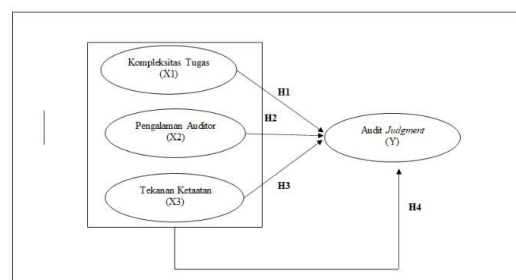 Kompleksitas Tugas
(X1)
H1
H2
Pengalaman Auditor
(X2)
Audit Judgment
(Y)
Tekanan Ketaatan
(X3)
H3
H4